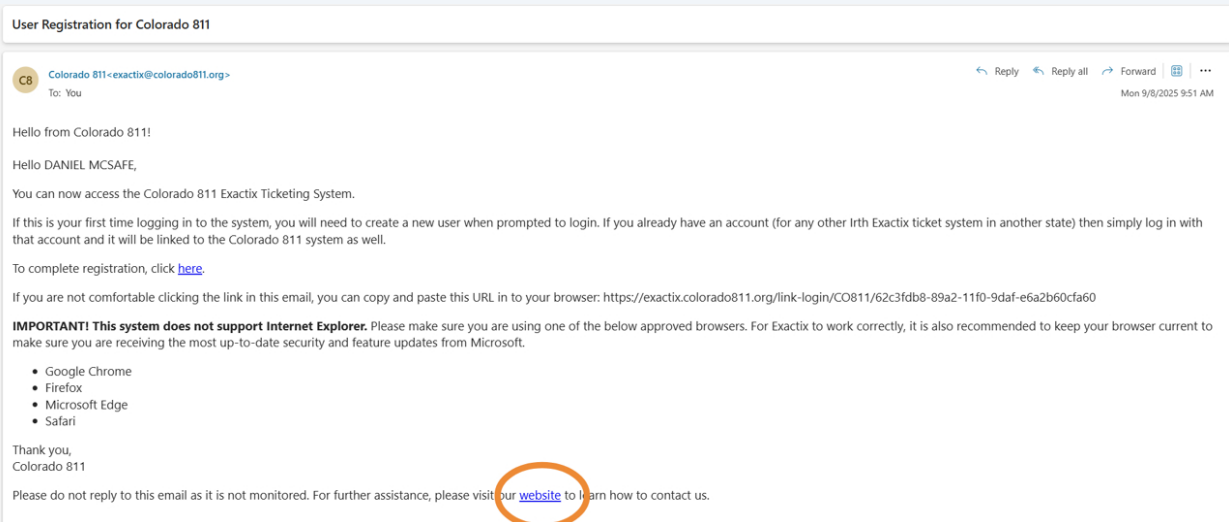 User Registration for Colorado 811
C8
Colorado 811<exactix@colorado811.org>
To: You
Reply Reply all Forward
Mon 9/8/2025 9:51 AM
Hello from Colorado 811!
Hello DANIEL MCSAFE,
You can now access the Colorado 811 Exactix Ticketing System.
If this is your first time logging in to the system, you will need to create a new user when prompted to login. If you already have an account (for any other Irth Exactix ticket system in another state) then simply log in with
that account and it will be linked to the Colorado 811 system as well.
To complete registration, click here.
If you are not comfortable clicking the link in this email, you can copy and paste this URL in to your browser: https://exactix.colorado811.org/link-login/CO811/62c3fdb8-89a2-11f0-9daf-e6a2b60cfa60
IMPORTANT! This system does not support Internet Explorer. Please make sure you are using one of the below approved browsers. For Exactix to work correctly, it is also recommended to keep your browser current to
make sure you are receiving the most up-to-date security and feature updates from Microsoft.
• Google Chrome
• Firefox
• Microsoft Edge
• Safari
Thank you,
Colorado 811
Please do not reply to this email as it is not monitored. For further assistance, please visit our website to learn how to contact us.